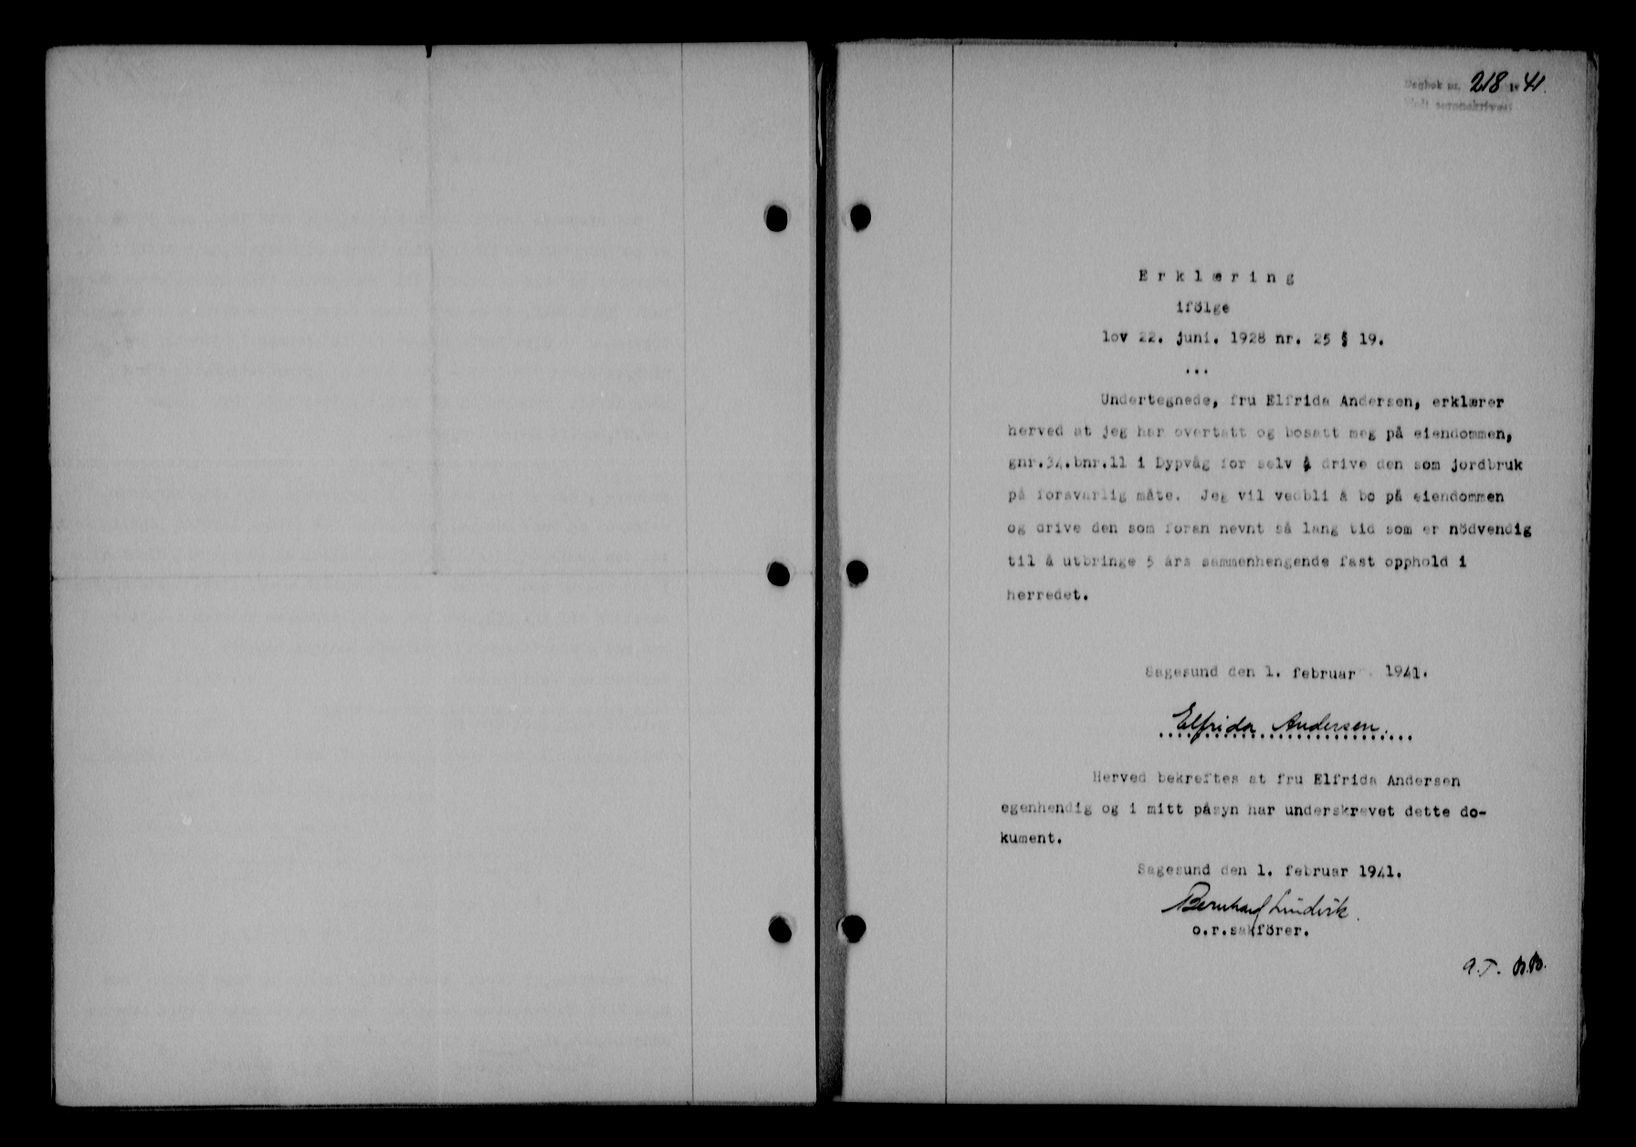 Dagbok nr. 218 19 41.
E r k l æ r i n g
ifölge
lov 22. juni. 1928 nr. 25 § 19.
...
Undertegnede, fru Elfrida Andersen, erklærer
herved at jeg har overtatt og bosatt meg på eiendommen,
gnr.34.bnr.11 i Dypvåg for selv å drive den som jordbruk
på forsvarlig måte. Jeg vil vedbli å bo på eiendommen
og drive den som foran nevnt så lang tid som er nödvendig
til å utbringe 5 års sammenhengende fast opphold i
herredet.
Sagesund den 1. februar 1941.
Elfrida Andersen.
Herved bekreftes at fru Elfrida Andersen
egenhendig og i mitt påsyn har underskrevet dette do-
kument.
Sagesund den 1. februar 1941.
Bernhard Lindvik.
o.r.sakförer.